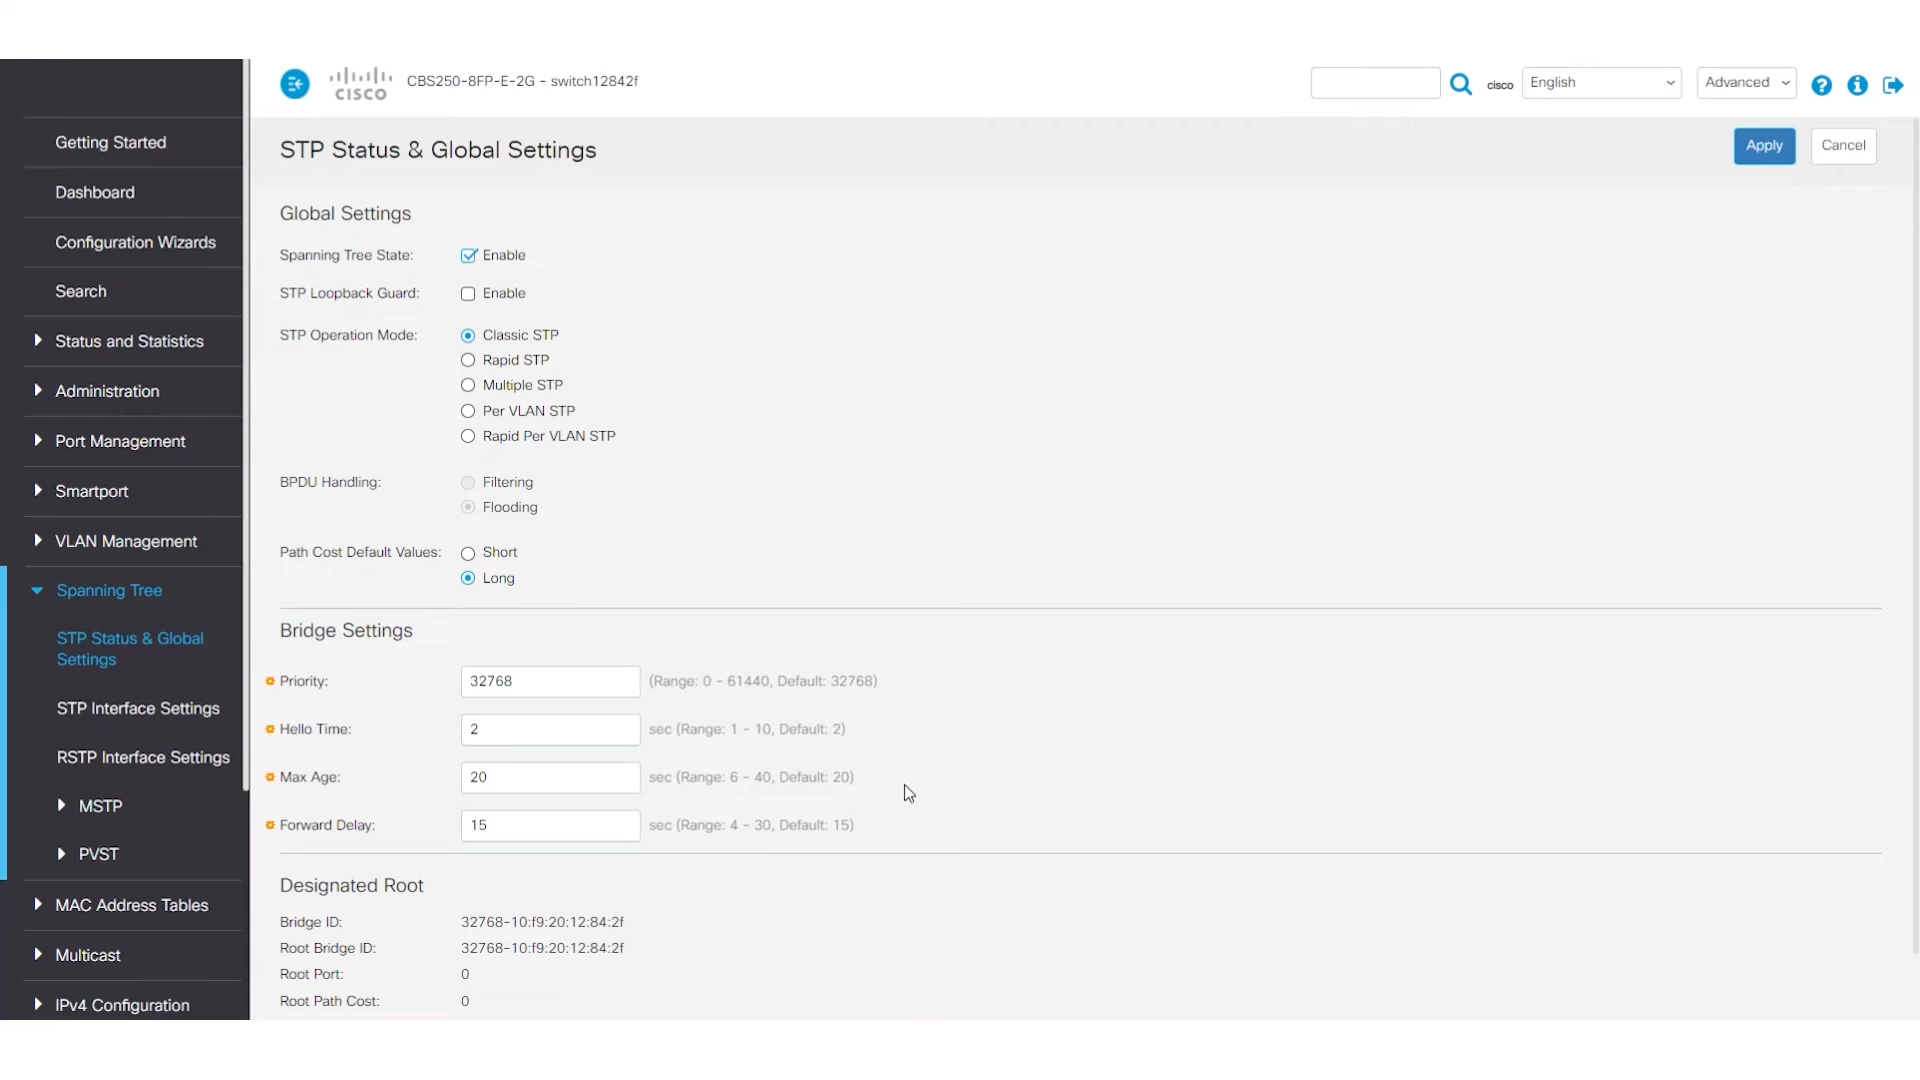 CISCO
CBS250-8FP-E-2G - switch12842f
cisco
English
Advanced
Getting Started
Dashboard
Configuration Wizards
Search
Status and Statistics
Administration
Port Management
Smartport
VLAN Management
Spanning Tree
STP Status & Global
Settings
STP Interface Settings
RSTP Interface Settings
MSTP
PVST
MAC Address Tables
Multicast
IPv4 Configuration
STP Status & Global Settings
Apply
Cancel
Global Settings
Spanning Tree State: Enable
STP Loopback Guard: Enable
STP Operation Mode: Classic STP
Rapid STP
Multiple STP
Per VLAN STP
Rapid Per VLAN STP
BPDU Handling: Filtering
Flooding
Path Cost Default Values: Short
Long
Bridge Settings
Priority: 32768 (Range: 0 - 61440, Default: 32768)
Hello Time: 2 sec (Range: 1 - 10, Default: 2)
Max Age: 20 sec (Range: 6 - 40, Default: 20)
Forward Delay: 15 sec (Range: 4 - 30, Default: 15)
Designated Root
Bridge ID: 32768-10:f9:20:12:84:2f
Root Bridge ID: 32768-10:f9:20:12:84:2f
Root Port: 0
Root Path Cost: 0